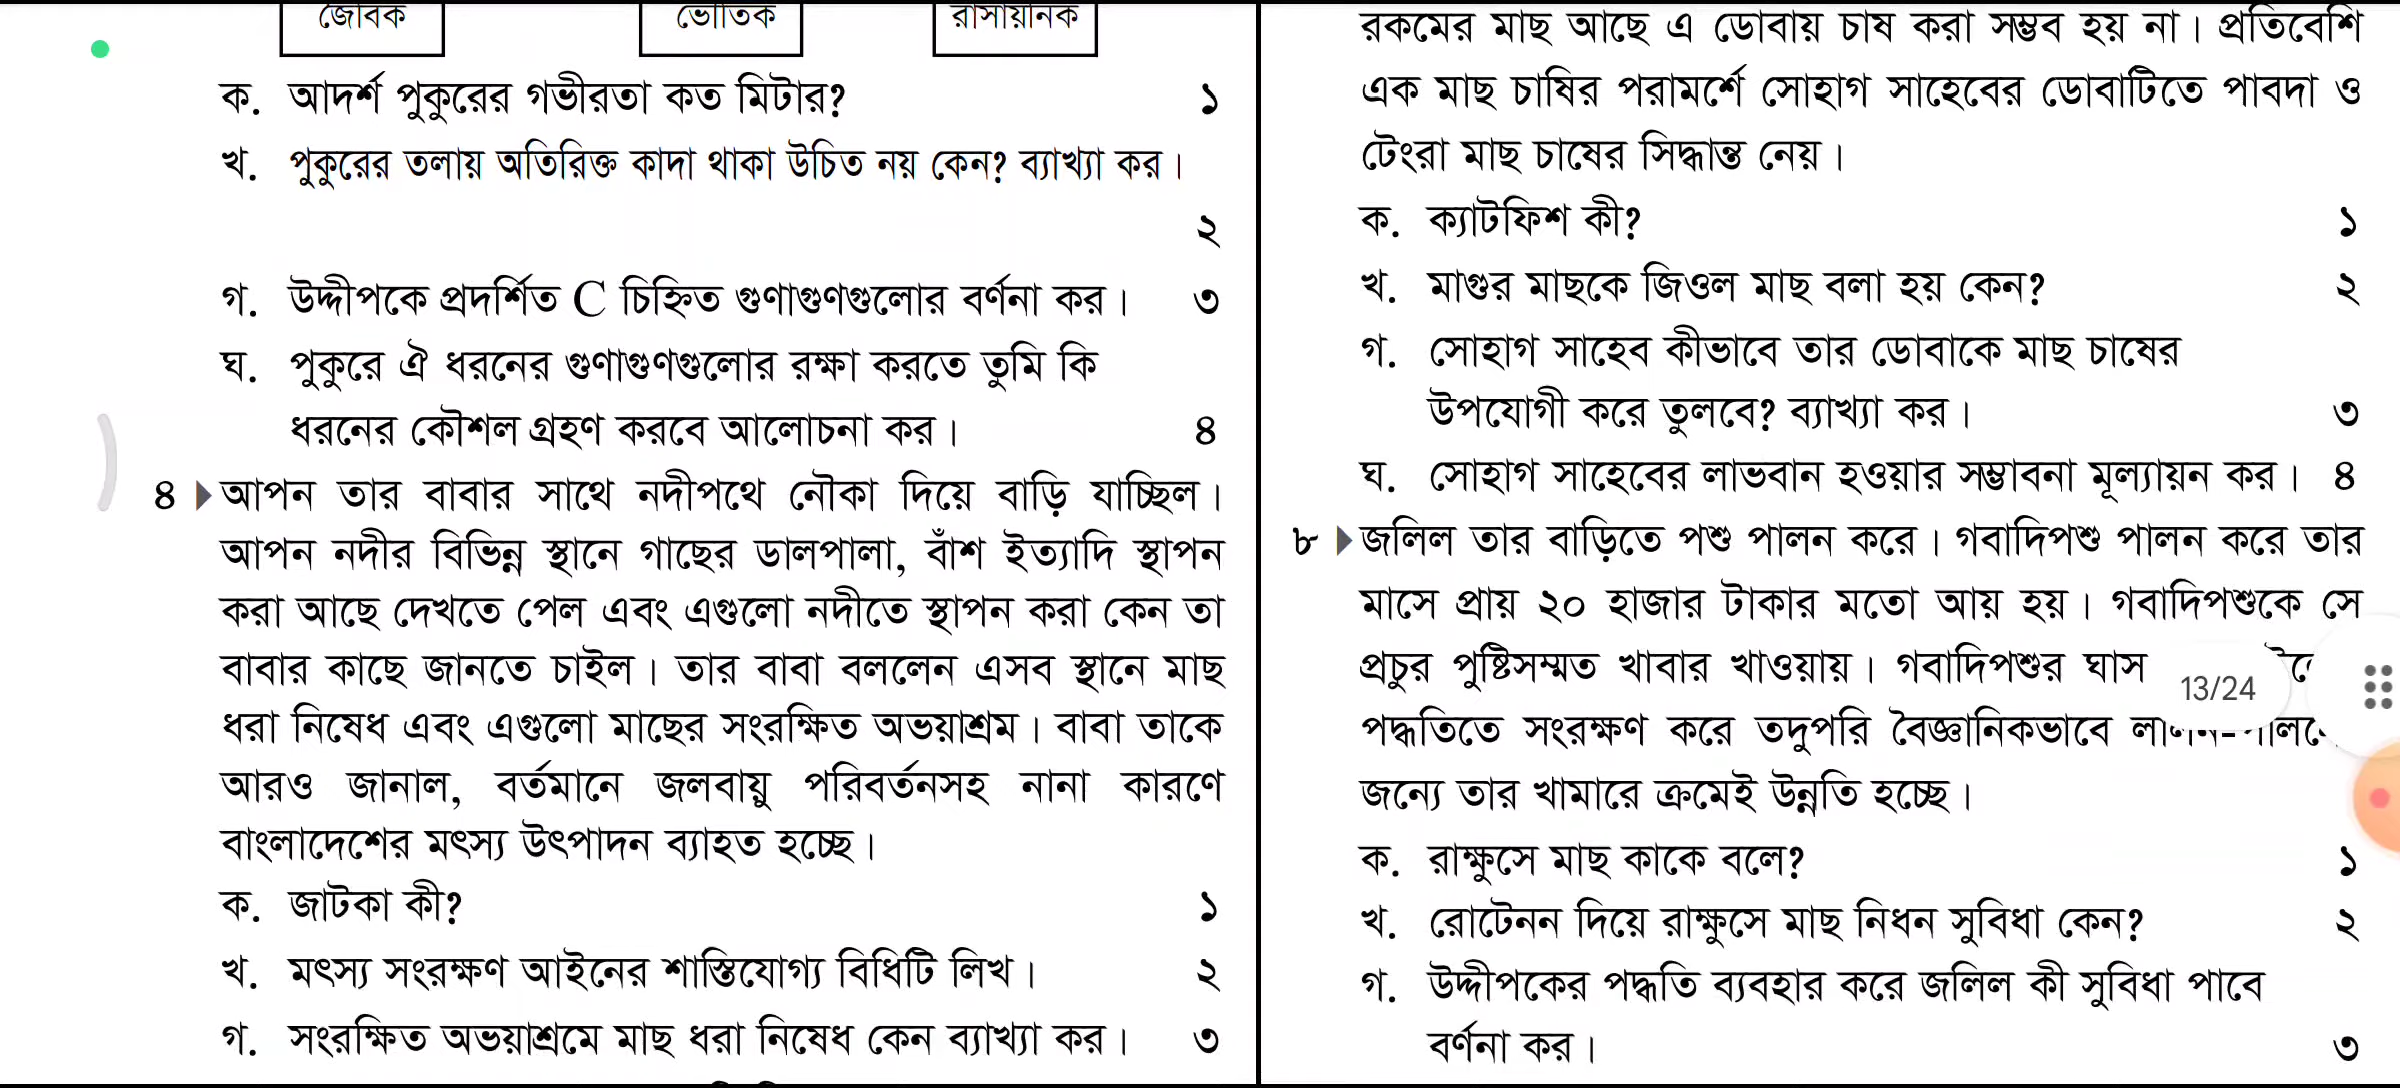 জৈবিক ভৌতিক রাসায়নিক
ক. আদর্শ পুকুরের গভীরতা কত মিটার? ১
খ. পুকুরের তলায় অতিরিক্ত কাদা থাকা উচিত নয় কেন? ব্যাখ্যা কর।
২
গ. উদ্দীপকে প্রদর্শিত C চিহ্নিত গুণাগুণগুলোর বর্ণনা কর। ৩
ঘ. পুকুরে ঐ ধরনের গুণাগুণগুলোর রক্ষা করতে তুমি কি
ধরনের কৌশল গ্রহণ করবে আলোচনা কর। ৪
৪ আপন তার বাবার সাথে নদীপথে নৌকা দিয়ে বাড়ি যাচ্ছিল।
আপন নদীর বিভিন্ন স্থানে গাছের ডালপালা, বাঁশ ইত্যাদি স্থাপন
করা আছে দেখতে পেল এবং এগুলো নদীতে স্থাপন করা কেন তা
বাবার কাছে জানতে চাইল। তার বাবা বললেন এসব স্থানে মাছ
ধরা নিষেধ এবং এগুলো মাছের সংরক্ষিত অভয়াশ্রম। বাবা তাকে
আরও জানাল, বর্তমানে জলবায়ু পরিবর্তনসহ নানা কারণে
বাংলাদেশের মৎস্য উৎপাদন ব্যাহত হচ্ছে।
ক. জাটকা কী? ১
খ. মৎস্য সংরক্ষণ আইনের শাস্তিযোগ্য বিধিটি লিখ। ২
গ. সংরক্ষিত অভয়াশ্রমে মাছ ধরা নিষেধ কেন ব্যাখ্যা কর। ৩
রকমের মাছ আছে এ ডোবায় চাষ করা সম্ভব হয় না। প্রতিবেশি
এক মাছ চাষির পরামর্শে সোহাগ সাহেবের ডোবাটিতে পাবদা ও
টেংরা মাছ চাষের সিদ্ধান্ত নেয়।
ক. ক্যাটফিশ কী? ১
খ. মাগুর মাছকে জিওল মাছ বলা হয় কেন? ২
গ. সোহাগ সাহেব কীভাবে তার ডোবাকে মাছ চাষের
উপযোগী করে তুলবে? ব্যাখ্যা কর। ৩
ঘ. সোহাগ সাহেবের লাভবান হওয়ার সম্ভাবনা মূল্যায়ন কর। ৪
৮ জলিল তার বাড়িতে পশু পালন করে। গবাদিপশু পালন করে তার
মাসে প্রায় ২০ হাজার টাকার মতো আয় হয়। গবাদিপশুকে সে
প্রচুর পুষ্টিসম্মত খাবার খাওয়ায়। গবাদিপশুর ঘাস
13/24
পদ্ধতিতে সংরক্ষণ করে তদুপরি বৈজ্ঞানিকভাবে
জন্যে তার খামারে ক্রমেই উন্নতি হচ্ছে।
ক. রাক্ষুসে মাছ কাকে বলে? ১
খ. রোটেনন দিয়ে রাক্ষুসে মাছ নিধন সুবিধা কেন? ২
গ. উদ্দীপকের পদ্ধতি ব্যবহার করে জলিল কী সুবিধা পাবে
বর্ণনা কর। ৩